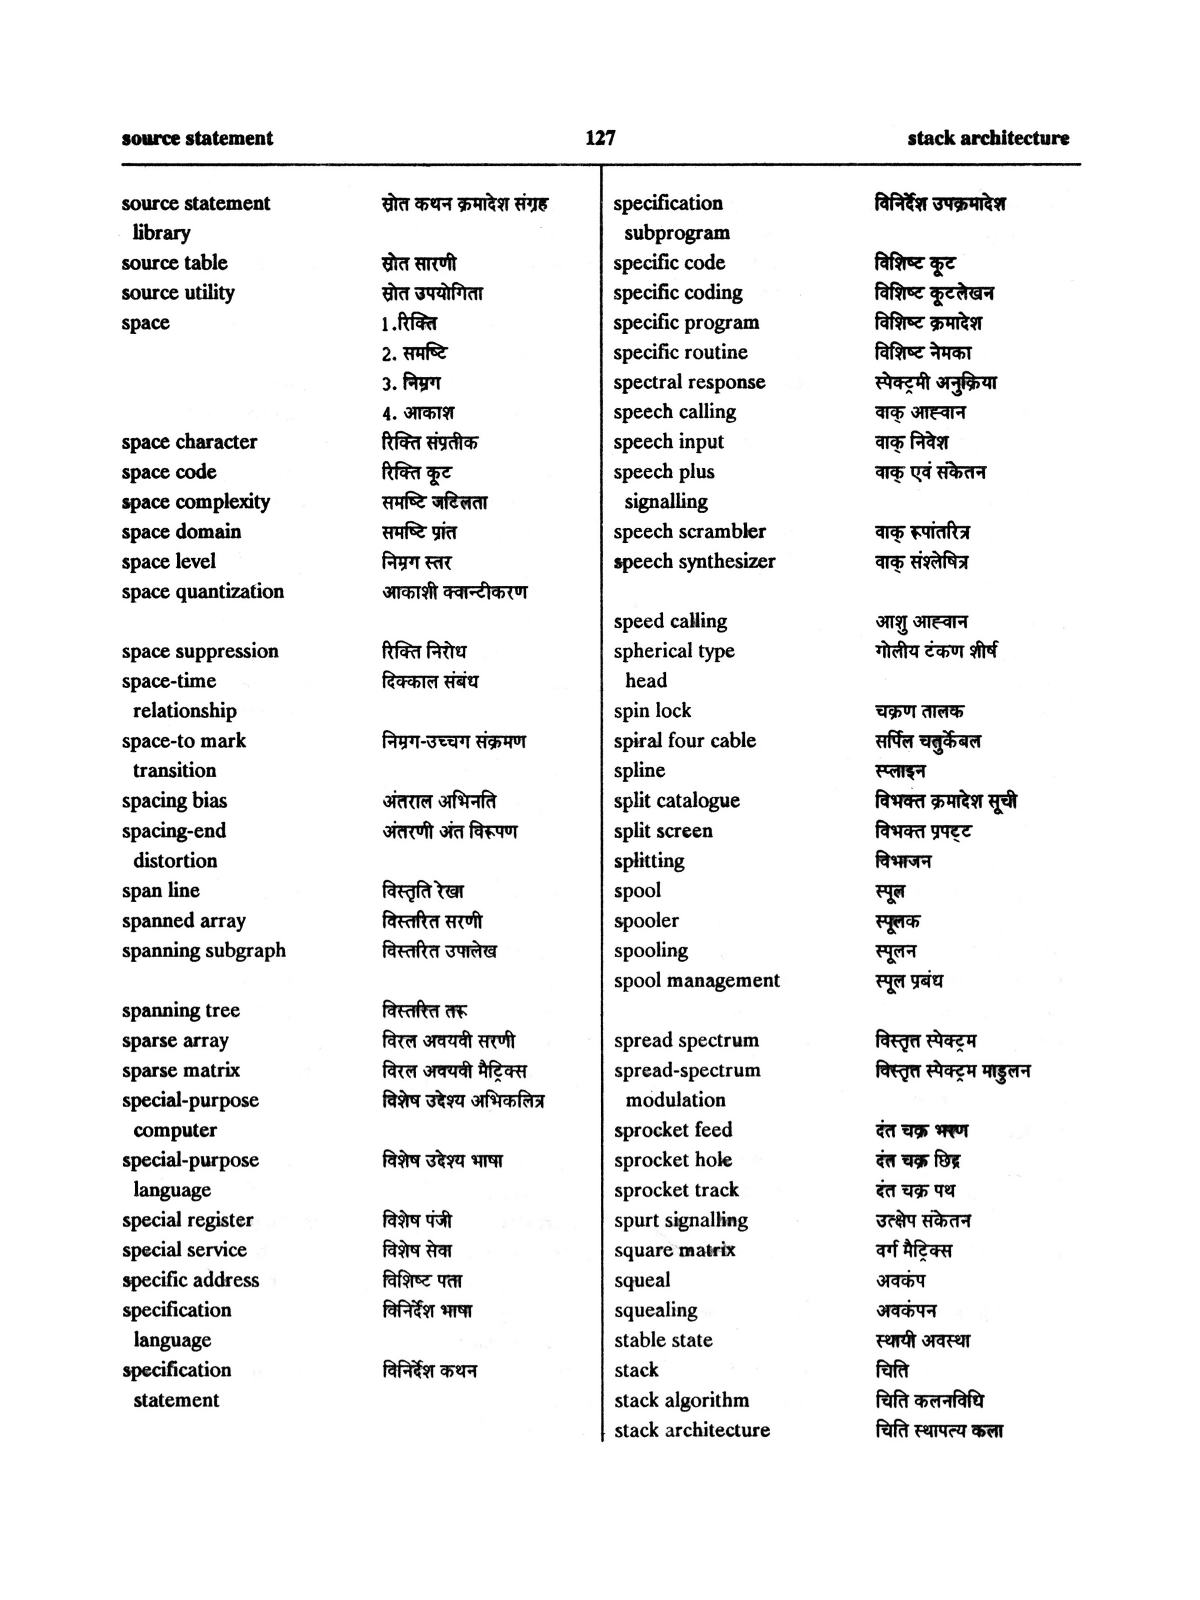 source statement 127 stack architecture
source statement स्रोत कथन क्रमादेश संग्रह
library
source table स्रोत सारणी
source utility स्रोत उपयोगिता
space 1.रिक्ति
2. समष्टि
3. निम्नग
4. आकाश
space character रिक्ति संप्रतीक
space code रिक्ति कूट
space complexity समष्टि जटिलता
space domain समष्टि प्रांत
space level निम्नग स्तर
space quantization आकाशी क्वान्टीकरण
space suppression रिक्ति निरोध
space-time दिक्काल संबंध
relationship
space-to mark निम्नग-उच्चग संक्रमण
transition
spacing bias अंतराल अभिनति
spacing-end अंतरणी अंत विरूपण
distortion
span line विस्तृति रेखा
spanned array विस्तरित सरणी
spanning subgraph विस्तरित उपालेख
spanning tree विस्तरित तरू
sparse array विरल अवयवी सरणी
sparse matrix विरल अवयवी मैट्रिक्स
special-purpose विशेष उद्देश्य अभिकलित्र
computer
special-purpose विशेष उद्देश्य भाषा
language
special register विशेष पंजी
special service विशेष सेवा
specific address विशिष्ट पता
specification विनिर्देश भाषा
language
specification विनिर्देश कथन
statement
specification विनिर्देश उपक्रमादेश
subprogram
specific code विशिष्ट कूट
specific coding विशिष्ट कूटलेखन
specific program विशिष्ट क्रमादेश
specific routine विशिष्ट नेमका
spectral response स्पेक्ट्रमी अनुक्रिया
speech calling वाक् आह्वान
speech input वाक् निवेश
speech plus वाक् एवं संकेतन
signalling
speech scrambler वाक् रूपांतरित्र
speech synthesizer वाक् संश्लेषित्र
speed calling आशु आह्वान
spherical type गोलीय टंकण शीर्ष
head
spin lock चक्रण तालक
spiral four cable सर्पिल चतुर्केबल
spline स्प्लाइन
split catalogue विभक्त क्रमादेश सूची
split screen विभक्त प्रपट्ट
splitting विभाजन
spool स्पूल
spooler स्पूलक
spooling स्पूलन
spool management स्पूल प्रबंध
spread spectrum विस्तृत स्पेक्ट्रम
spread-spectrum विस्तृत स्पेक्ट्रम माडुलन
modulation
sprocket feed दंत चक्र भरण
sprocket hole दंत चक्र छिद्र
sprocket track दंत चक्र पथ
spurt signalling उत्क्षेप संकेतन
square matrix वर्ग मैट्रिक्स
squeal अवकंप
squealing अवकंपन
stable state स्थायी अवस्था
stack चिति
stack algorithm चिति कलनविधि
stack architecture चिति स्थापत्य कला